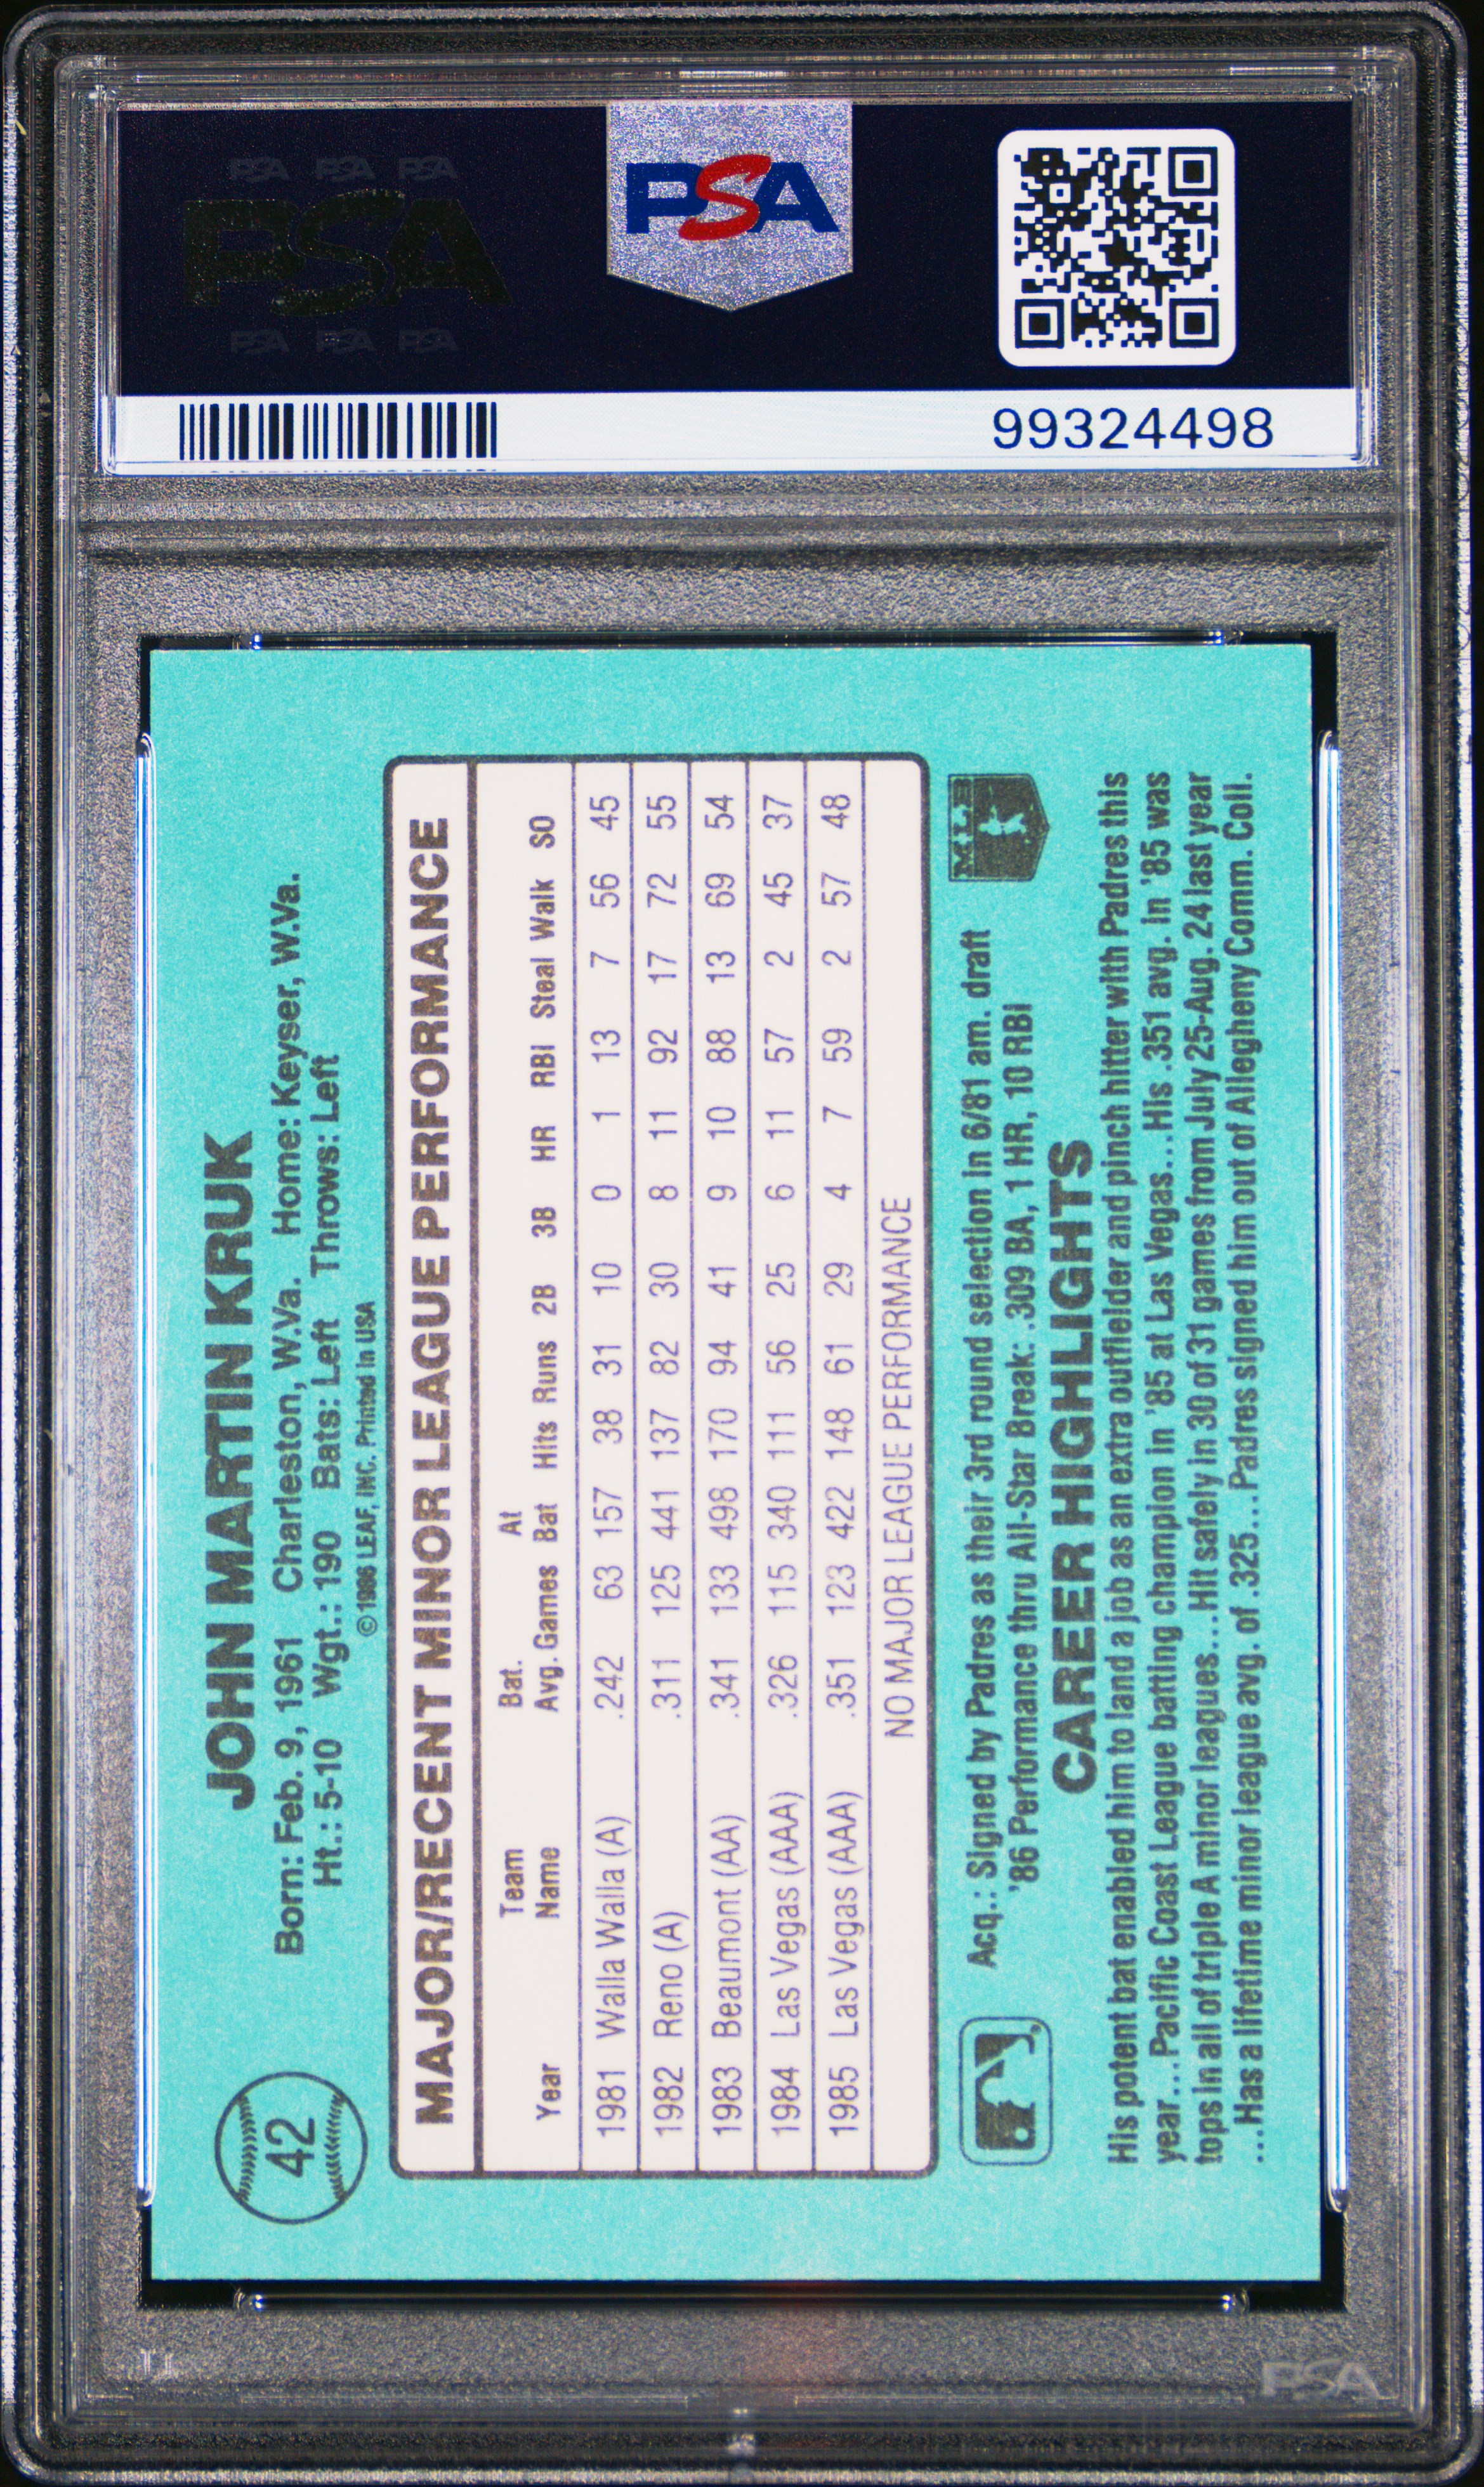 PSA PSA PSA
PSA
PSA PSA PSA
PSA
99324498
42
JOHN MARTIN KRUK
Born: Feb. 9, 1961 Charleston, W.Va. Home: Keyser, W.Va.
Ht.: 5-10 Wgt.: 190 Bats: Left Throws: Left
© 1986 LEAF, INC. Printed in USA
MAJOR/RECENT MINOR LEAGUE PERFORMANCE
Year Team Name Bat. Avg. Games At Bat Hits Runs 2B 3B HR RBI Steal Walk SO
1981 Walla Walla (A) .242 63 157 38 31 10 0 1 13 7 56 45
1982 Reno (A) .311 125 441 137 82 30 8 11 92 17 72 55
1983 Beaumont (AA) .341 133 498 170 94 41 9 10 88 13 69 54
1984 Las Vegas (AAA) .326 115 340 111 56 25 6 11 57 2 45 37
1985 Las Vegas (AAA) .351 123 422 148 61 29 4 7 59 2 57 48
NO MAJOR LEAGUE PERFORMANCE
Acq.: Signed by Padres as their 3rd round selection in 6/81 am. draft
'86 Performance thru All-Star Break: .309 BA, 1 HR, 10 RBI
MLB
CAREER HIGHLIGHTS
His potent bat enabled him to land a job as an extra outfielder and pinch hitter with Padres this
year...Pacific Coast League batting champion in '85 at Las Vegas...His .351 avg. in '85 was
tops in all of triple A minor leagues...Hit safely in 30 of 31 games from July 25-Aug. 24 last year
...Has a lifetime minor league avg. of .325...Padres signed him out of Allegheny Comm. Coll.
PSA